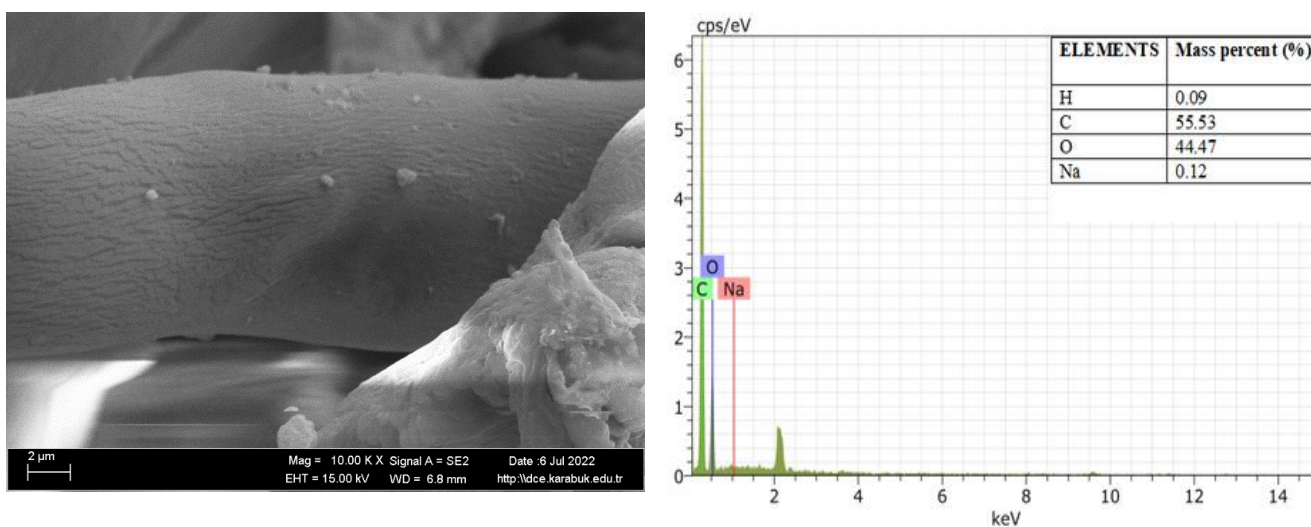 2 µm
Mag = 10.00 K X Signal A = SE2 Date :6 Jul 2022
EHT = 15.00 kV WD = 6.8 mm http:\\dce.karabuk.edu.tr
cps/eV
ELEMENTS Mass percent (%)
H 0.09
C 55.53
O 44.47
Na 0.12
6
5
4
3
2
1
0
O
C Na
2 4 6 8 10 12 14
keV